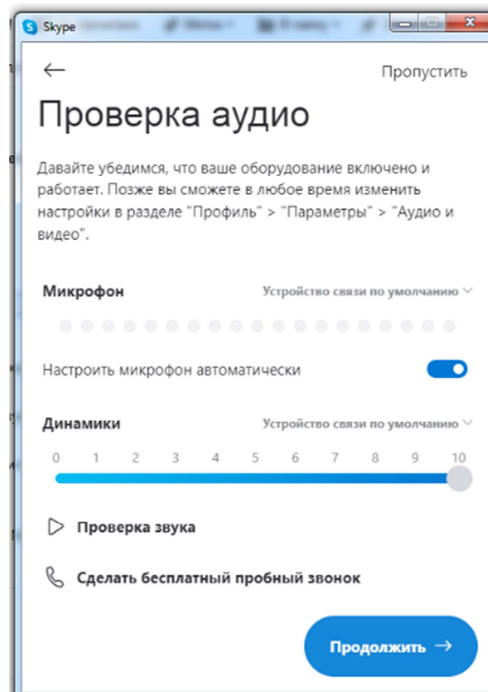 Skype
Пропустить
Проверка аудио
Давайте убедимся, что ваше оборудование включено и
работает. Позже вы сможете в любое время изменить
настройки в разделе "Профиль" > "Параметры" > "Аудио и
видео".
Микрофон Устройство связи по умолчанию
Настроить микрофон автоматически
Динамики Устройство связи по умолчанию
0 1 2 3 4 5 6 7 8 9 10
Проверка звука
Сделать бесплатный пробный звонок
Продолжить →